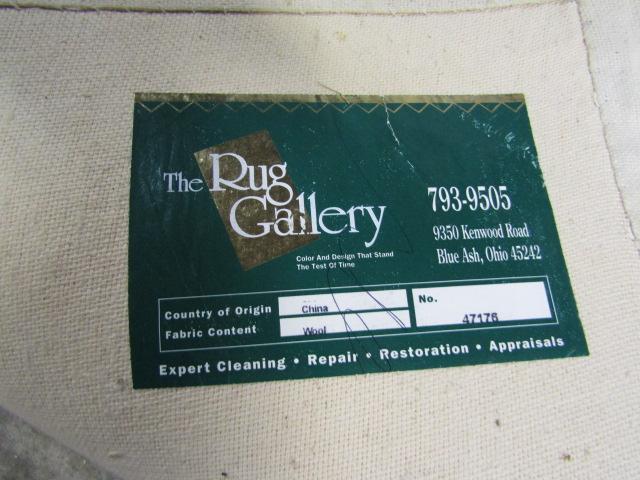 The Rug
Gallery
Color And Design That Stand
The Test Of Time
793-9505
9350 Kenwood Road
Blue Ash, Ohio 45242
Country of Origin China
Fabric Content Wool
No.
47176
Expert Cleaning • Repair • Restoration • Appraisals